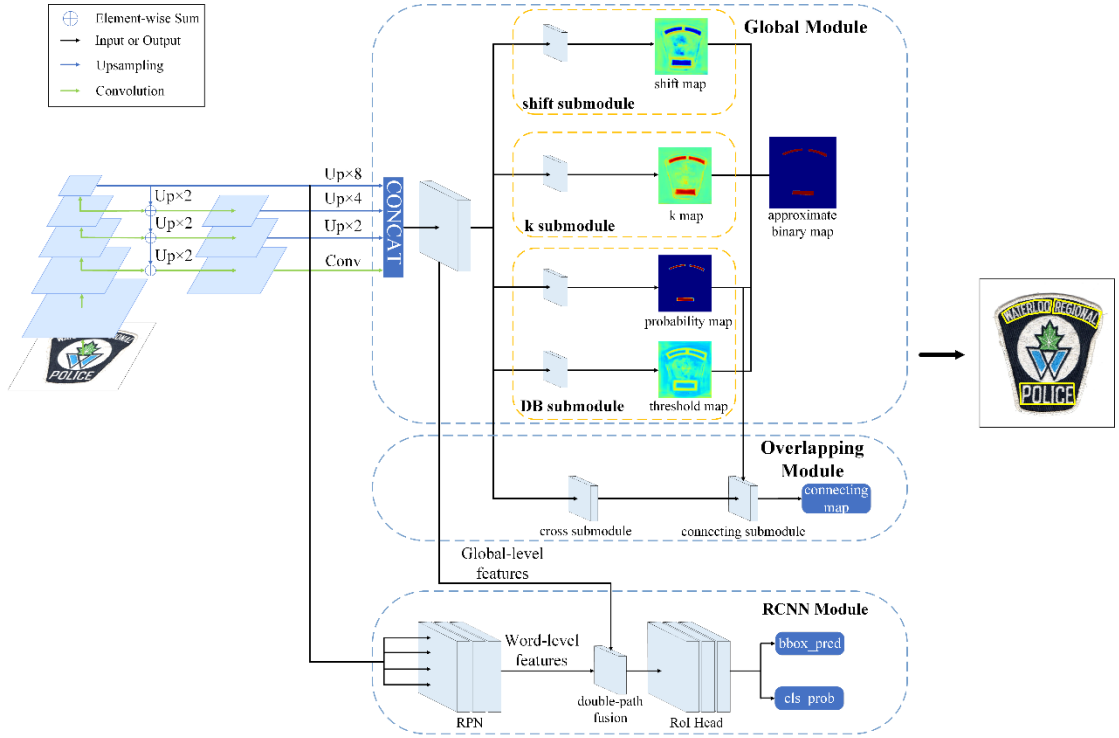 Element-wise Sum
Input or Output
Upsampling
Convolution
Global Module
shift map
shift submodule
Up×8
Up×2
Up×4
Up×2
Up×2
Up×2
Conv
CONCAT
k map
k submodule
approximate
binary map
probability map
DB submodule
threshold map
WATERLOO REGIONAL
POLICE
REGIONAL
POLICE
Overlapping
Module
connecting
map
cross submodule
connecting submodule
Global-level
features
RCNN Module
Word-level
features
bbox_pred
cls_prob
double-path
fusion
RPN
RoI Head